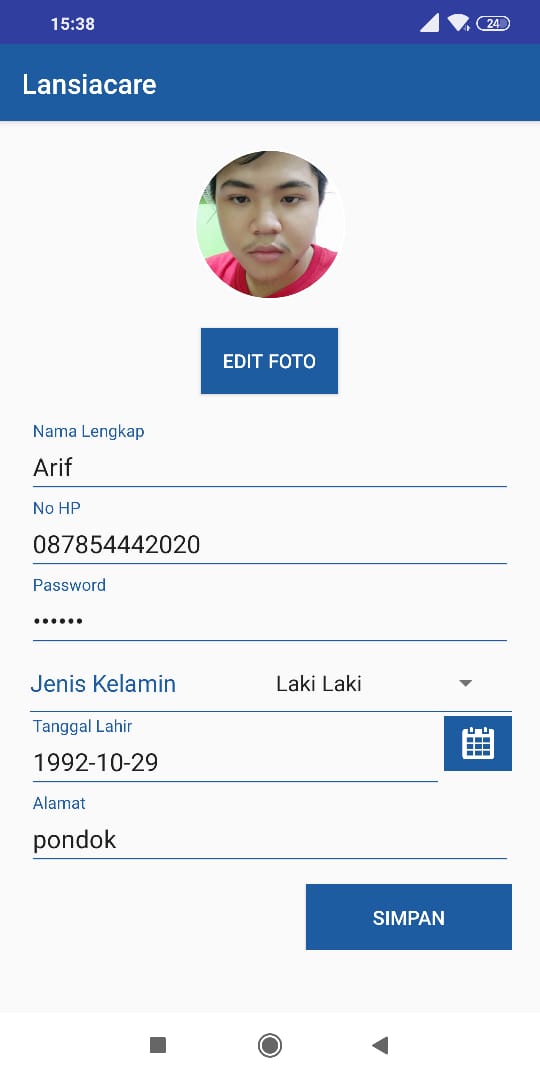 15:38
24
Lansiacare
EDIT FOTO
Nama Lengkap
Arif
No HP
087854442020
Password
••••••
Jenis Kelamin Laki Laki
Tanggal Lahir
1992-10-29
Alamat
pondok
SIMPAN